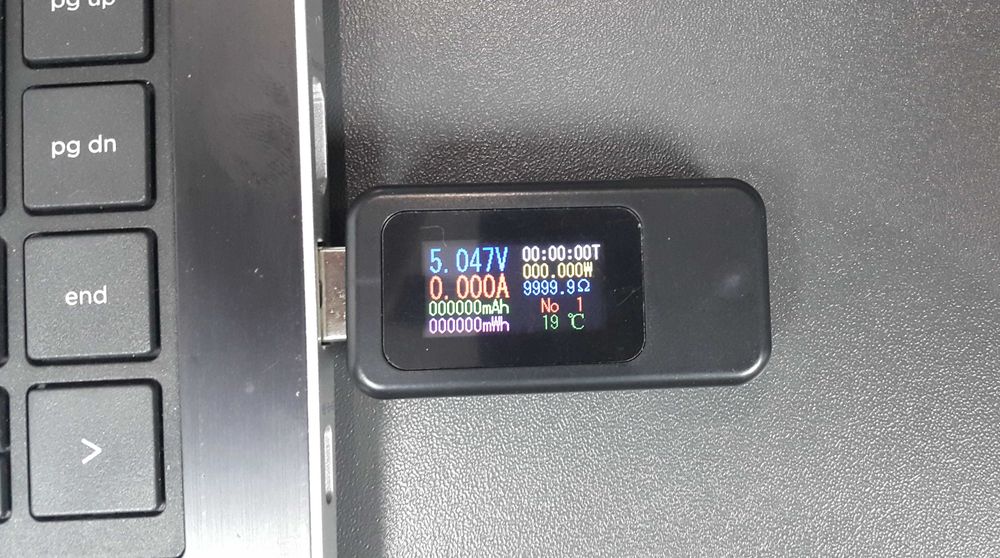 pg up
pg dn
end
>
5.047V
0.000A
000000mAh
000000mWh
00:00:00T
000.000W
9999.9Ω
No 1
19 ℃